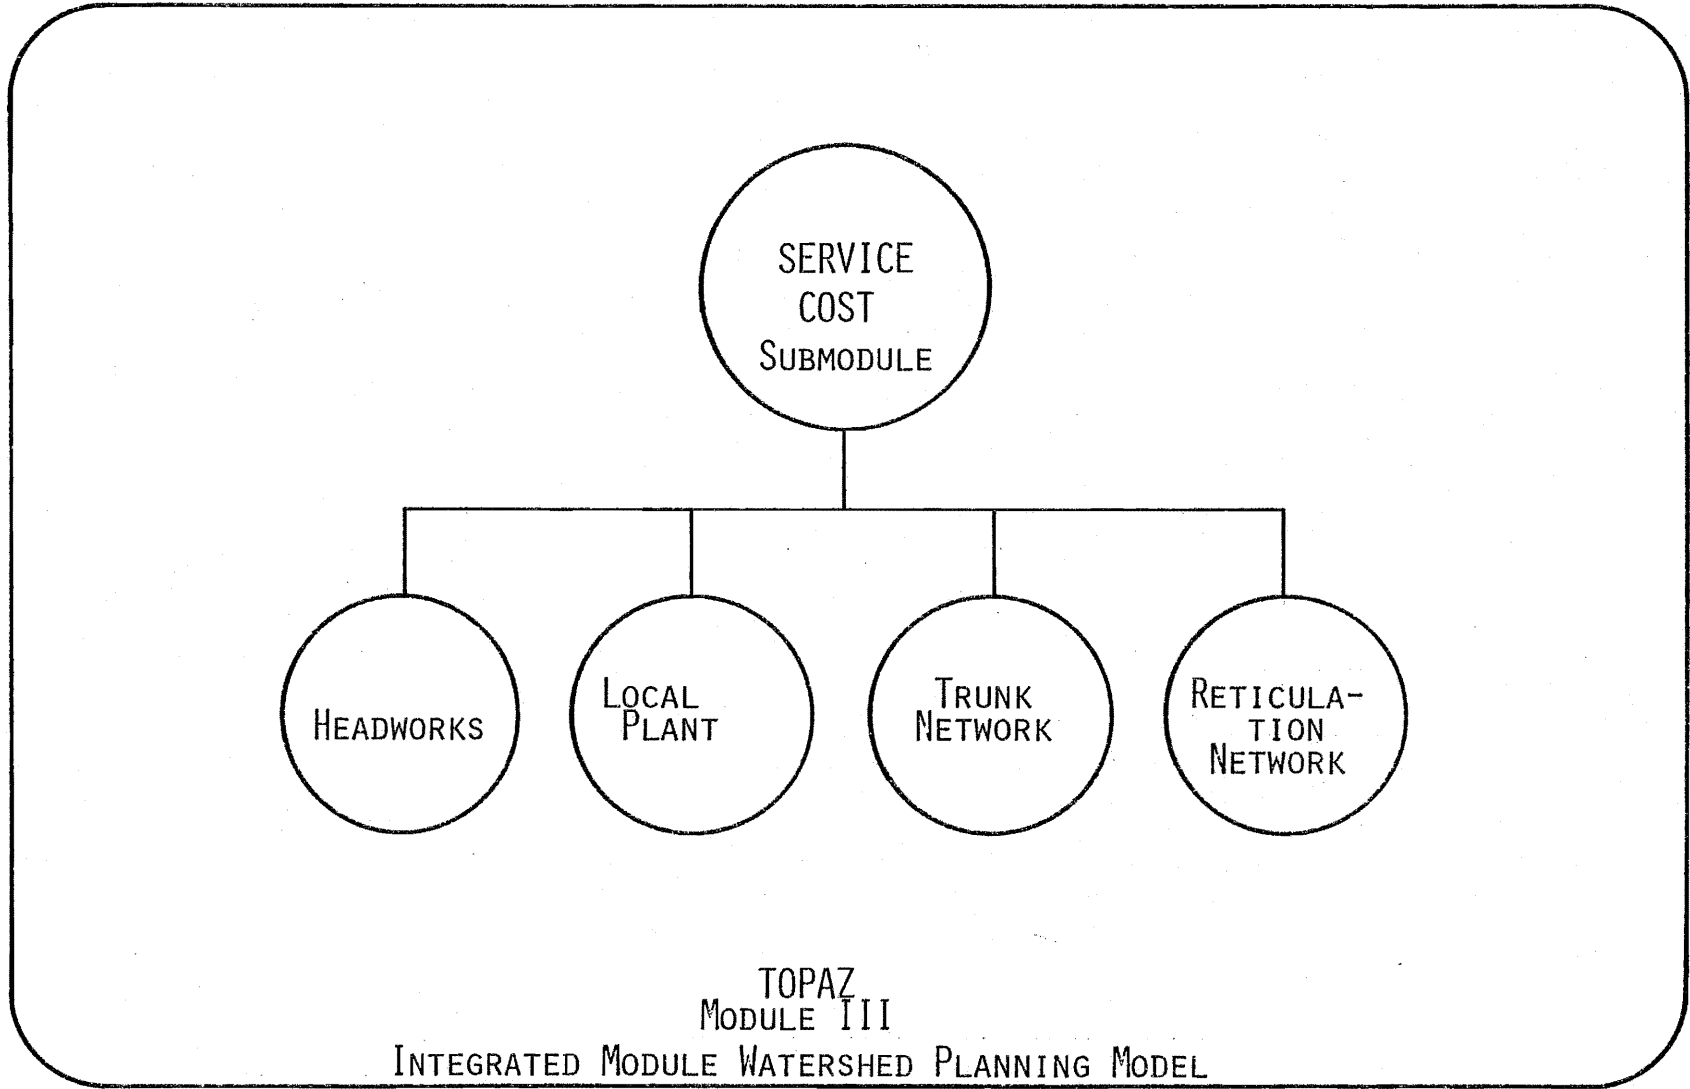 SERVICE
COST
SUBMODULE
HEADWORKS
LOCAL
PLANT
TRUNK
NETWORK
RETICULA-
TION
NETWORK
TOPAZ
MODULE III
INTEGRATED MODULE WATERSHED PLANNING MODEL